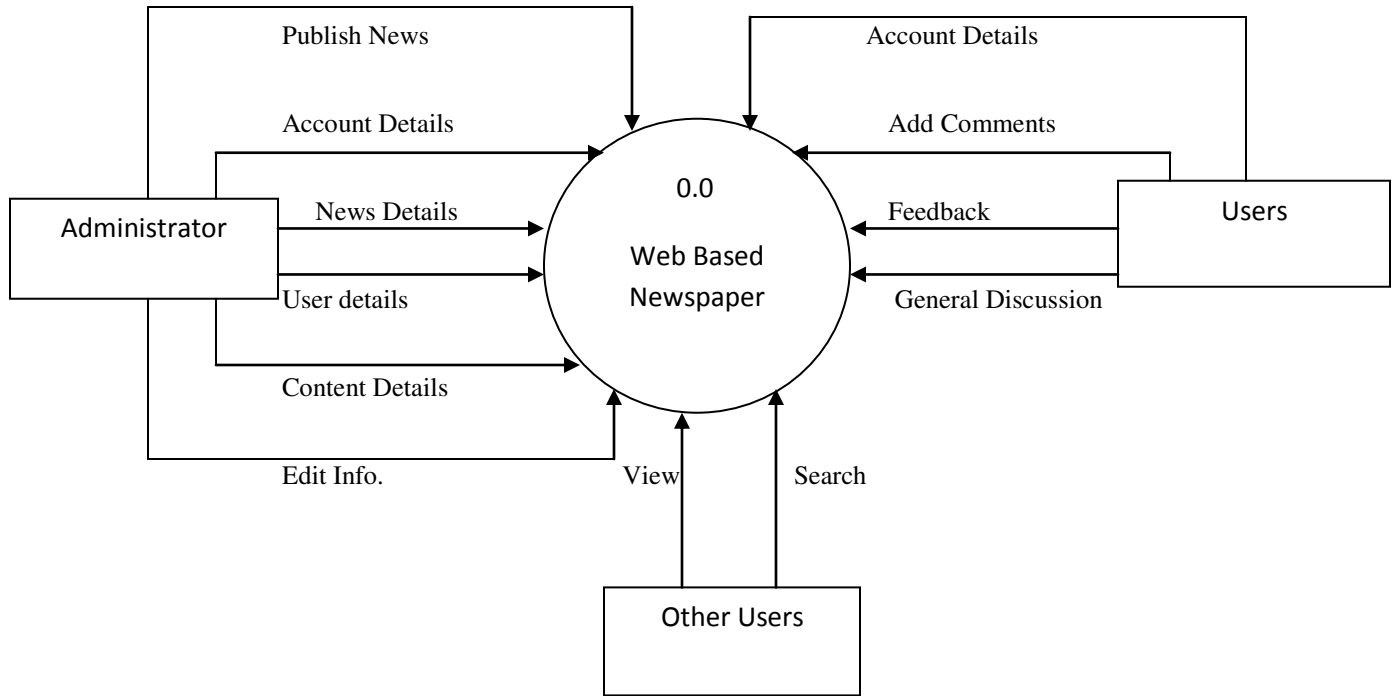 Publish News
Account Details
Account Details
Add Comments
0.0
Administrator
News Details
Feedback
Users
Web Based
Newspaper
User details
General Discussion
Content Details
Edit Info.
View
Search
Other Users